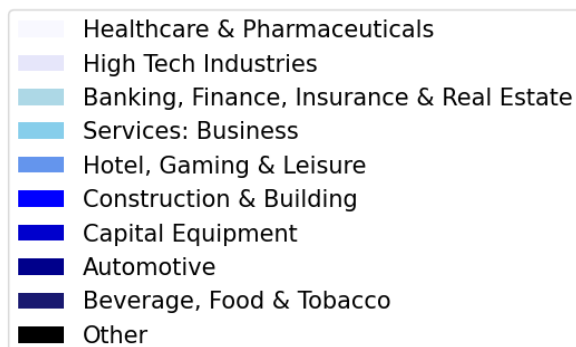 Healthcare & Pharmaceuticals
High Tech Industries
Banking, Finance, Insurance & Real Estate
Services: Business
Hotel, Gaming & Leisure
Construction & Building
Capital Equipment
Automotive
Beverage, Food & Tobacco
Other